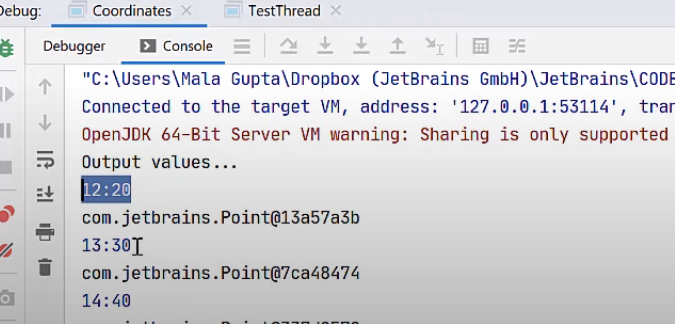 Debug:
Coordinates
TestThread
Debugger
Console
"C:\Users\Mala Gupta\Dropbox (JetBrains GmbH)\JetBrains\CODE
Connected to the target VM, address: '127.0.0.1:53114', tran
OpenJDK 64-Bit Server VM warning: Sharing is only supported
Output values...
12:20
com.jetbrains.Point@13a57a3b
13:30
com.jetbrains.Point@7ca48474
14:40